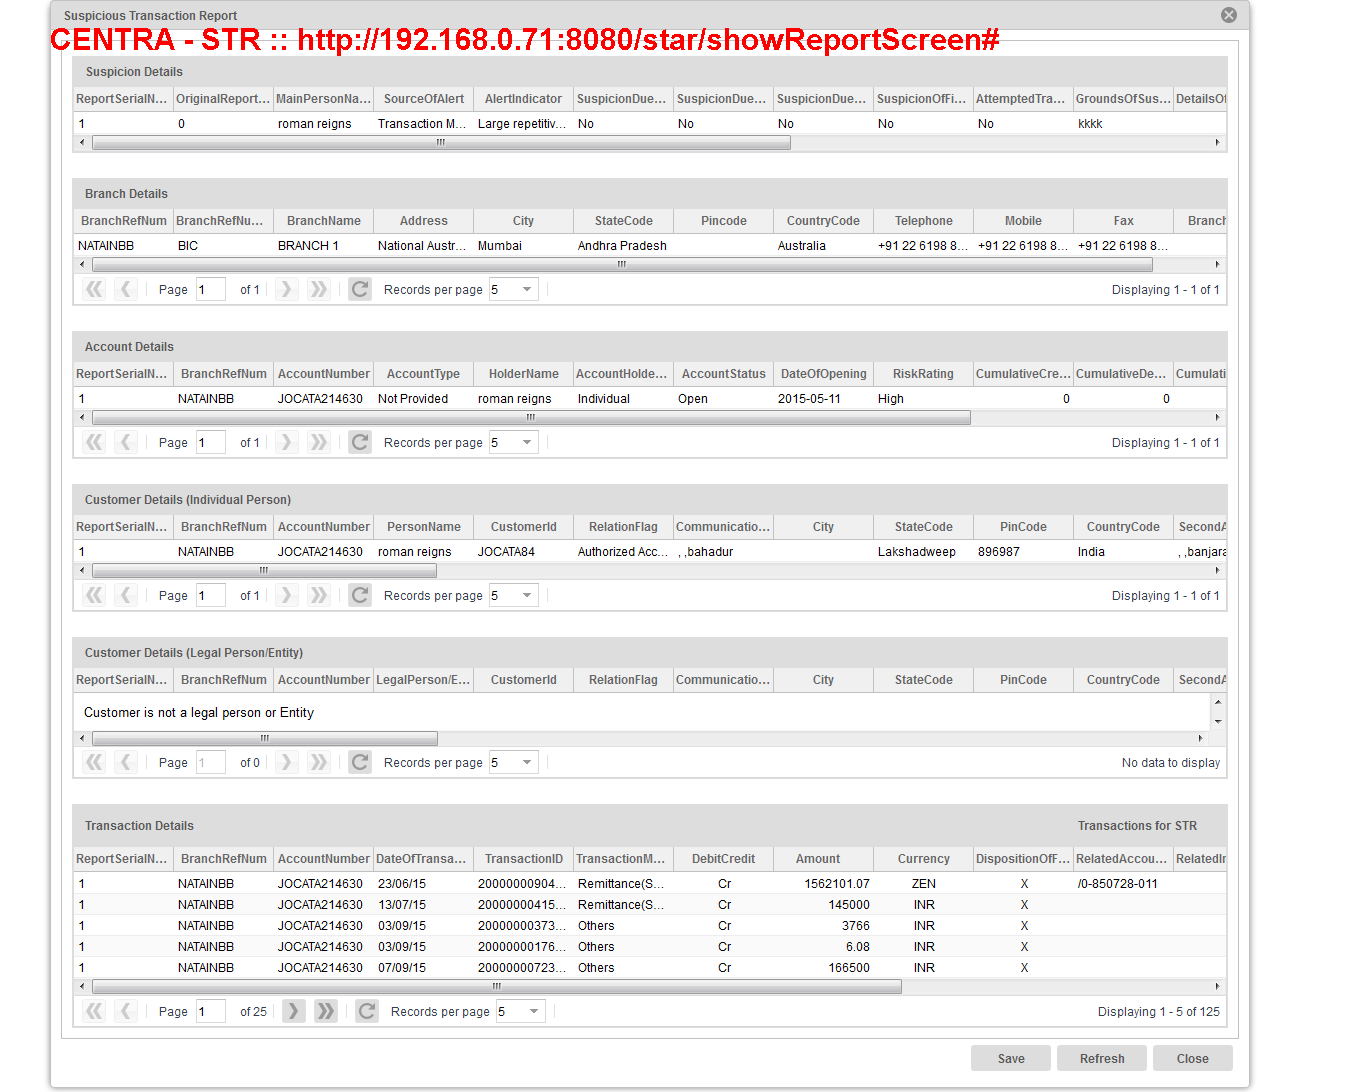 Suspicious Transaction Report
CENTRA - STR :: http://192.168.0.71:8080/star/showReportScreen#
Suspicion Details
ReportSerialN... OriginalReport... MainPersonNa... SourceOfAlert AlertIndicator SuspicionDue... SuspicionDue... SuspicionDue... SuspicionOfFi... AttemptedTra... GroundsOfSus... DetailsOf
1 0 roman reigns Transaction M... Large repetitiv... No No No No No kkkk
Branch Details
BranchRefNum BranchRefNu... BranchName Address City StateCode Pincode CountryCode Telephone Mobile Fax Branch
NATAINBB BIC BRANCH 1 National Austr... Mumbai Andhra Pradesh Australia +91 22 6198 8... +91 22 6198 8... +91 22 6198 8...
Page 1 of 1 Records per page 5 Displaying 1 - 1 of 1
Account Details
ReportSerialN... BranchRefNum AccountNumber AccountType HolderName AccountHolde... AccountStatus DateOfOpening RiskRating CumulativeCre... CumulativeDe... Cumulati
1 NATAINBB JOCATA214630 Not Provided roman reigns Individual Open 2015-05-11 High 0 0
Page 1 of 1 Records per page 5 Displaying 1 - 1 of 1
Customer Details (Individual Person)
ReportSerialN... BranchRefNum AccountNumber PersonName CustomerId RelationFlag Communicatio... City StateCode PinCode CountryCode SecondA
1 NATAINBB JOCATA214630 roman reigns JOCATA84 Authorized Acc... , ,bahadur Lakshadweep 896987 India , ,banjara
Page 1 of 1 Records per page 5 Displaying 1 - 1 of 1
Customer Details (Legal Person/Entity)
ReportSerialN... BranchRefNum AccountNumber LegalPerson/E... CustomerId RelationFlag Communicatio... City StateCode PinCode CountryCode SecondA
Customer is not a legal person or Entity
Page 1 of 0 Records per page 5 No data to display
Transaction Details Transactions for STR
ReportSerialN... BranchRefNum AccountNumber DateOfTransa... TransactionID TransactionM... DebitCredit Amount Currency DispositionOfF... RelatedAccou... RelatedIn
1 NATAINBB JOCATA214630 23/06/15 20000000904... Remittance(S... Cr 1562101.07 ZEN X /0-850728-011
1 NATAINBB JOCATA214630 13/07/15 20000000415... Remittance(S... Cr 145000 INR X
1 NATAINBB JOCATA214630 03/09/15 20000000373... Others Cr 3766 INR X
1 NATAINBB JOCATA214630 03/09/15 20000000176... Others Cr 6.08 INR X
1 NATAINBB JOCATA214630 07/09/15 20000000723... Others Cr 166500 INR X
Page 1 of 25 Records per page 5 Displaying 1 - 5 of 125
Save Refresh Close